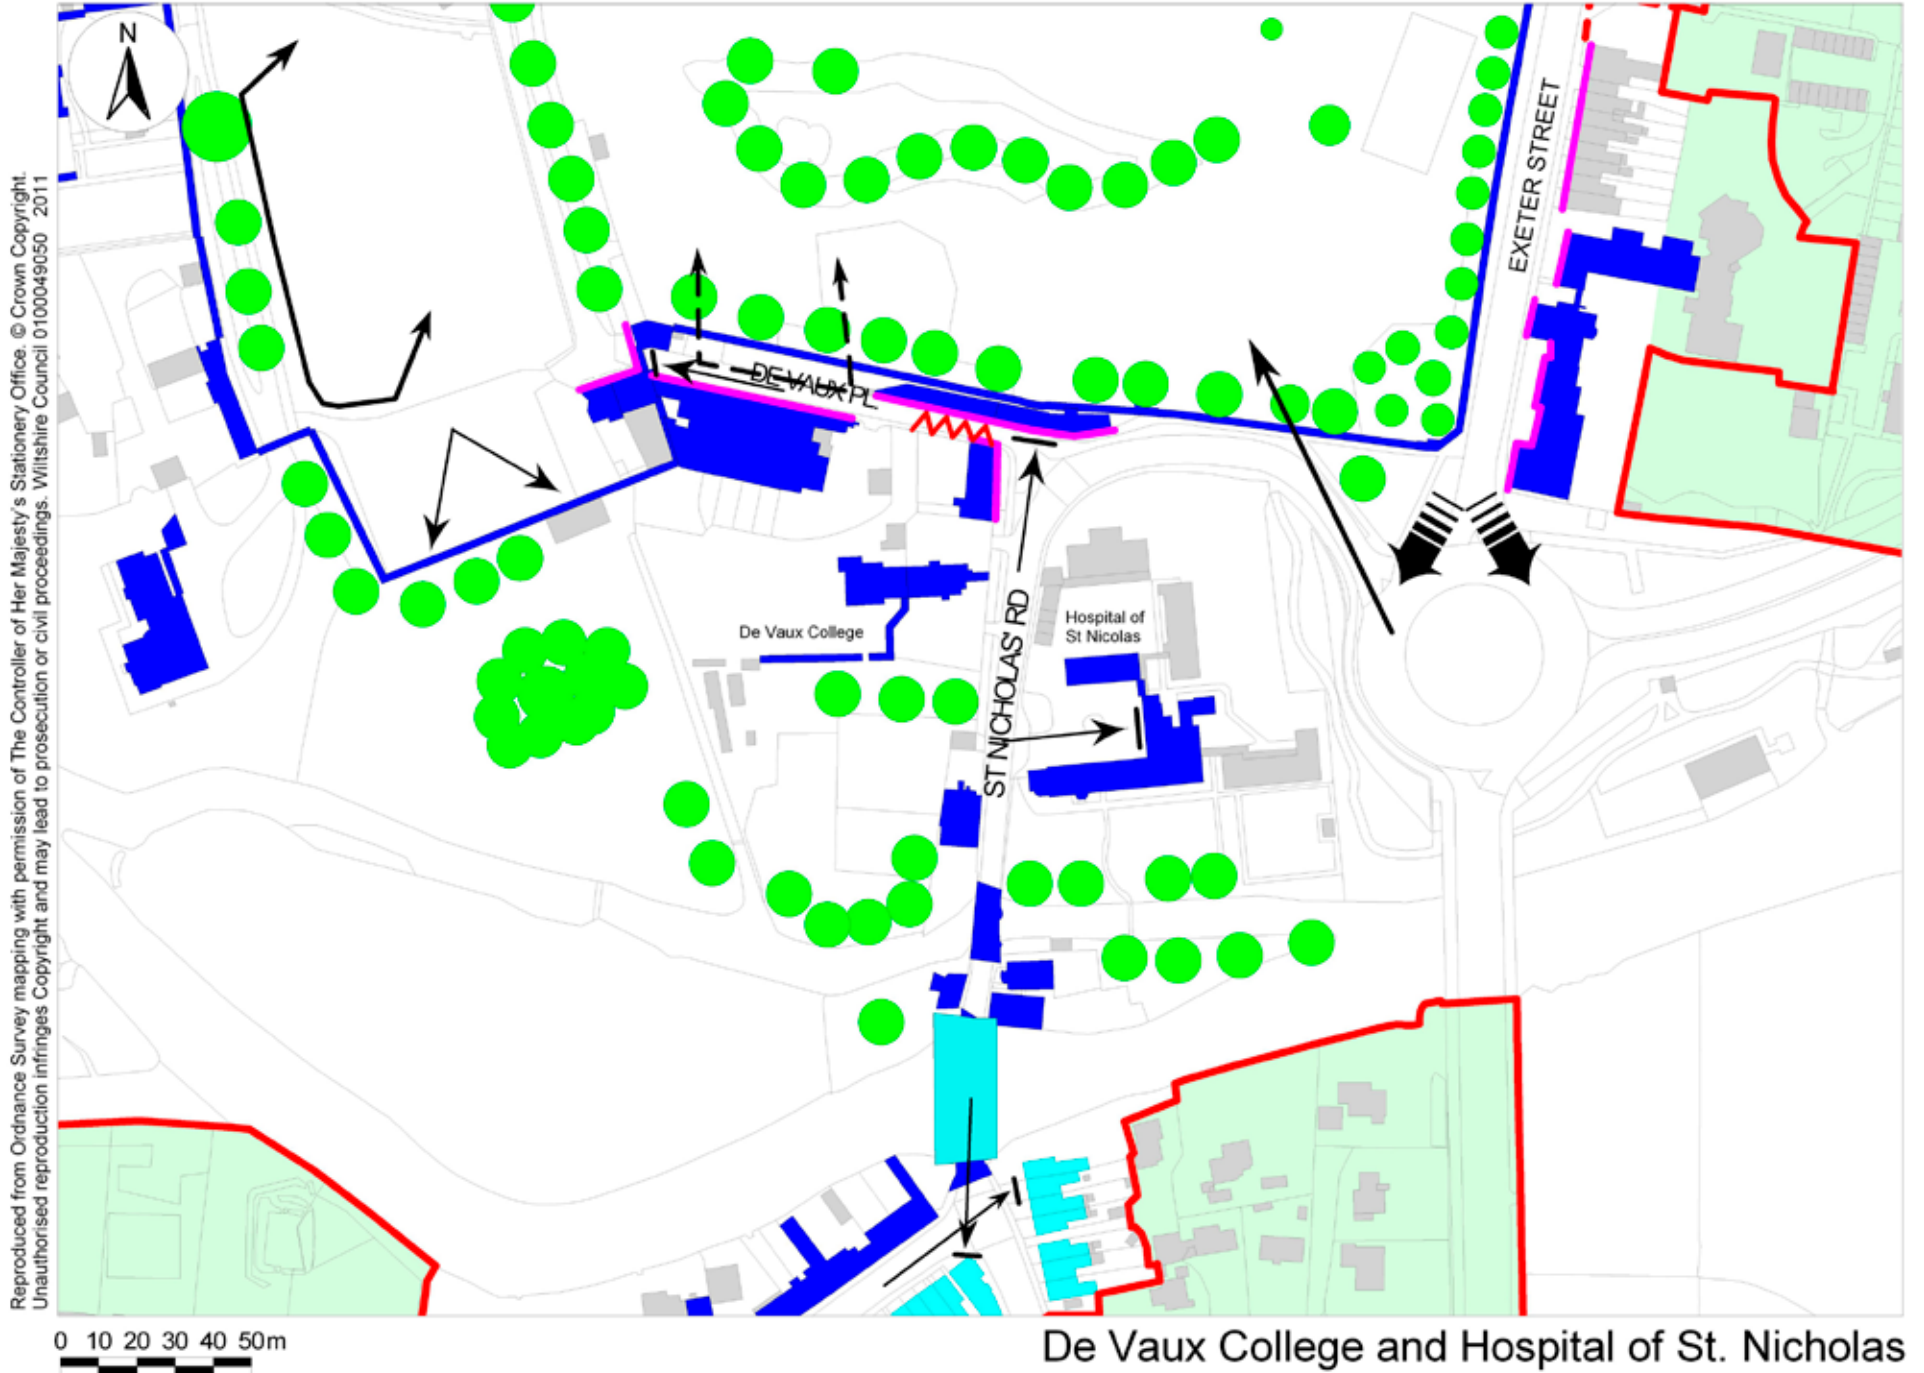 Reproduced from Ordnance Survey mapping with permission of The Controller of Her Majesty's Stationery Office. © Crown Copyright.
Unauthorised reproduction infringes Copyright and may lead to prosecution or civil proceedings. Wiltshire Council 0100049050 2011
N
EXETER STREET
DE VAUX PL
De Vaux College
Hospital of
St Nicolas
ST NICHOLAS' RD
0 10 20 30 40 50m
De Vaux College and Hospital of St. Nicholas